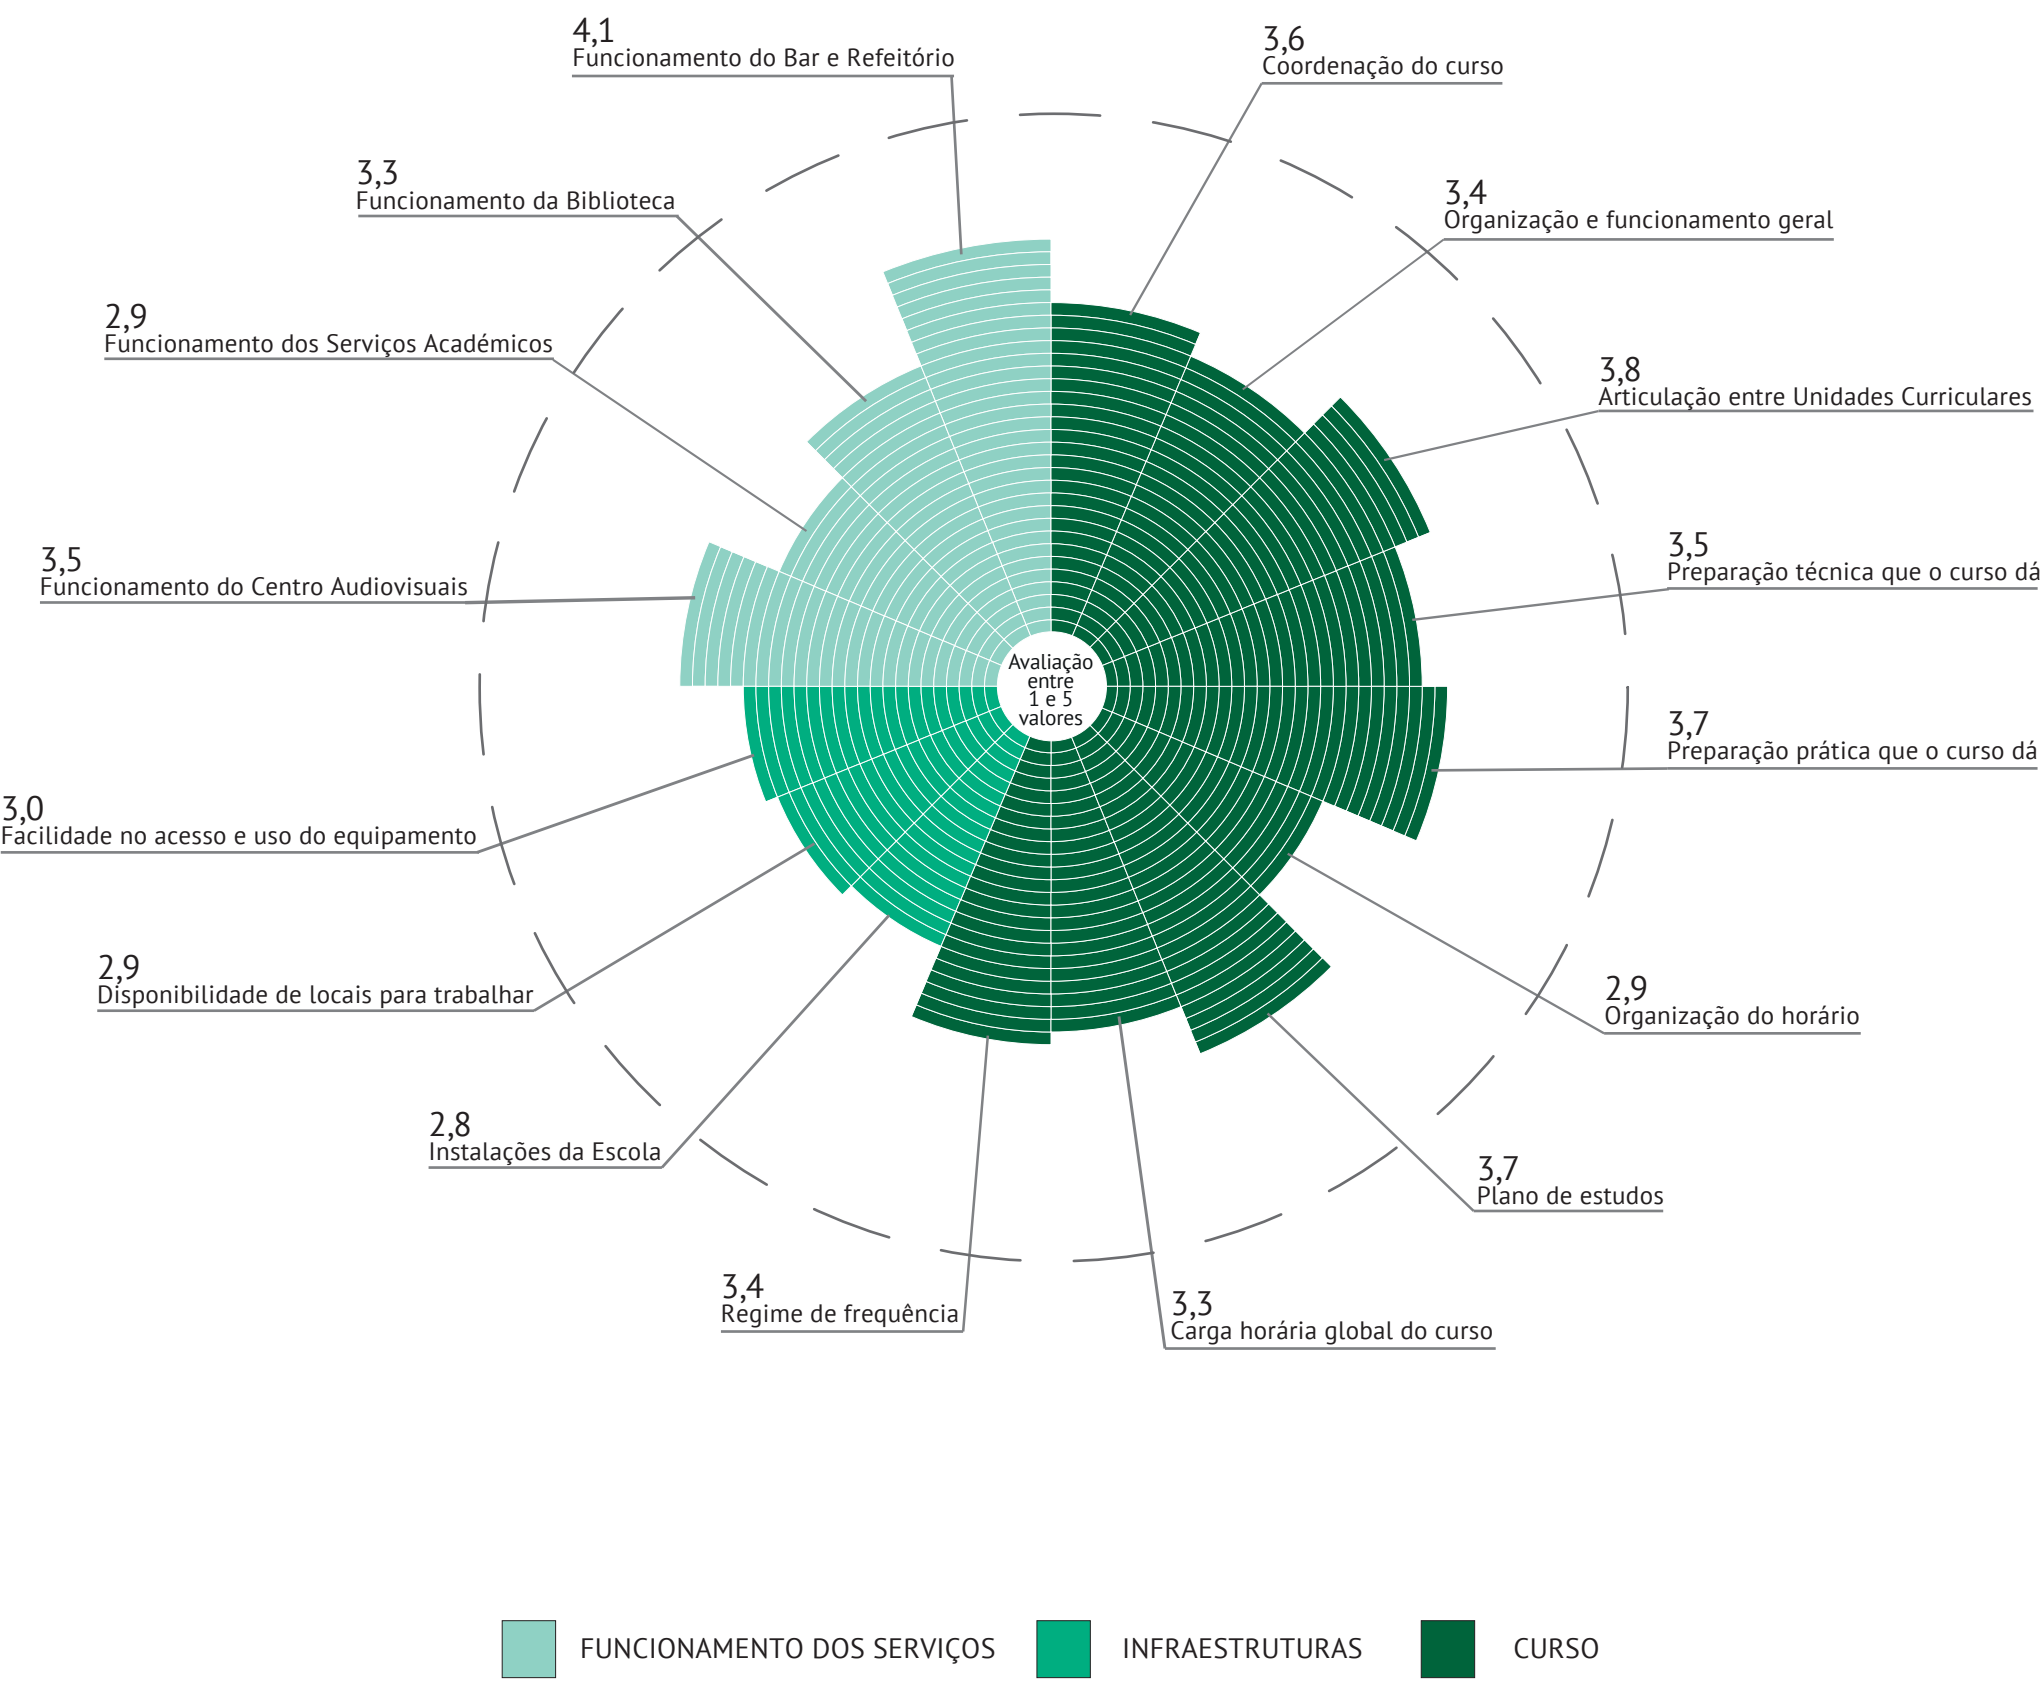 4,1
Funcionamento do Bar e Refeitório
3,6
Coordenação do curso
3,3
Funcionamento da Biblioteca
3,4
Organização e funcionamento geral
2,9
Funcionamento dos Serviços Académicos
3,8
Articulação entre Unidades Curriculares
3,5
Funcionamento do Centro Audiovisuais
3,5
Preparação técnica que o curso dá
Avaliação
entre
1 e 5
valores
3,7
Preparação prática que o curso dá
3,0
Facilidade no acesso e uso do equipamento
2,9
Disponibilidade de locais para trabalhar
2,9
Organização do horário
2,8
Instalações da Escola
3,7
Plano de estudos
3,4
Regime de frequência
3,3
Carga horária global do curso
FUNCIONAMENTO DOS SERVIÇOS
INFRAESTRUTURAS
CURSO